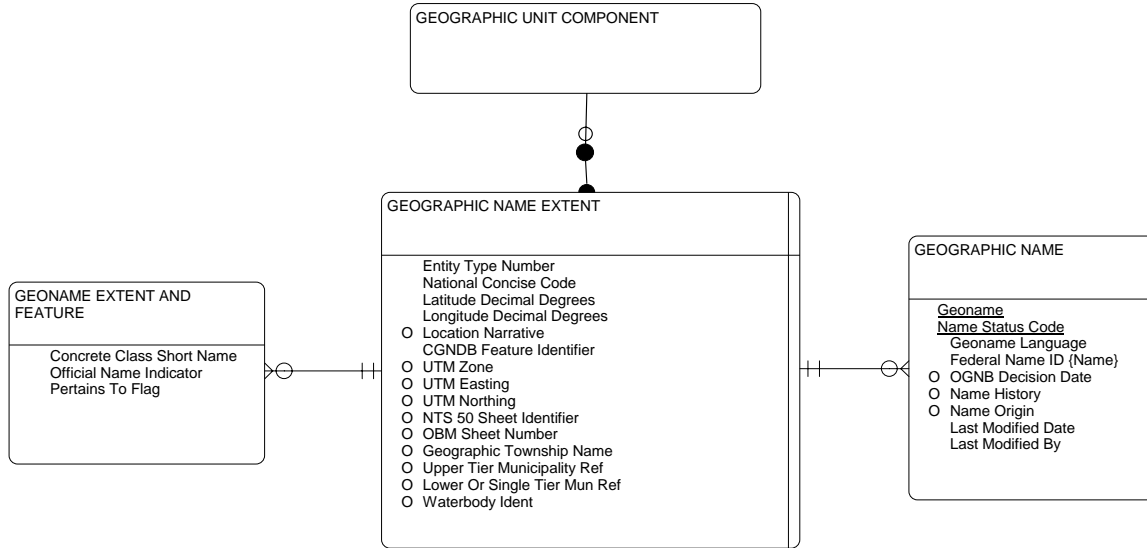 GEOGRAPHIC UNIT COMPONENT
GEOGRAPHIC NAME EXTENT
Entity Type Number
National Concise Code
Latitude Decimal Degrees
Longitude Decimal Degrees
O Location Narrative
CGNDB Feature Identifier
O UTM Zone
O UTM Easting
O UTM Northing
O NTS 50 Sheet Identifier
O OBM Sheet Number
O Geographic Township Name
O Upper Tier Municipality Ref
O Lower Or Single Tier Mun Ref
O Waterbody Ident
GEONAME EXTENT AND
FEATURE
Concrete Class Short Name
Official Name Indicator
Pertains To Flag
GEOGRAPHIC NAME
Geoname
Name Status Code
Geoname Language
Federal Name ID {Name}
O OGNB Decision Date
O Name History
O Name Origin
Last Modified Date
Last Modified By